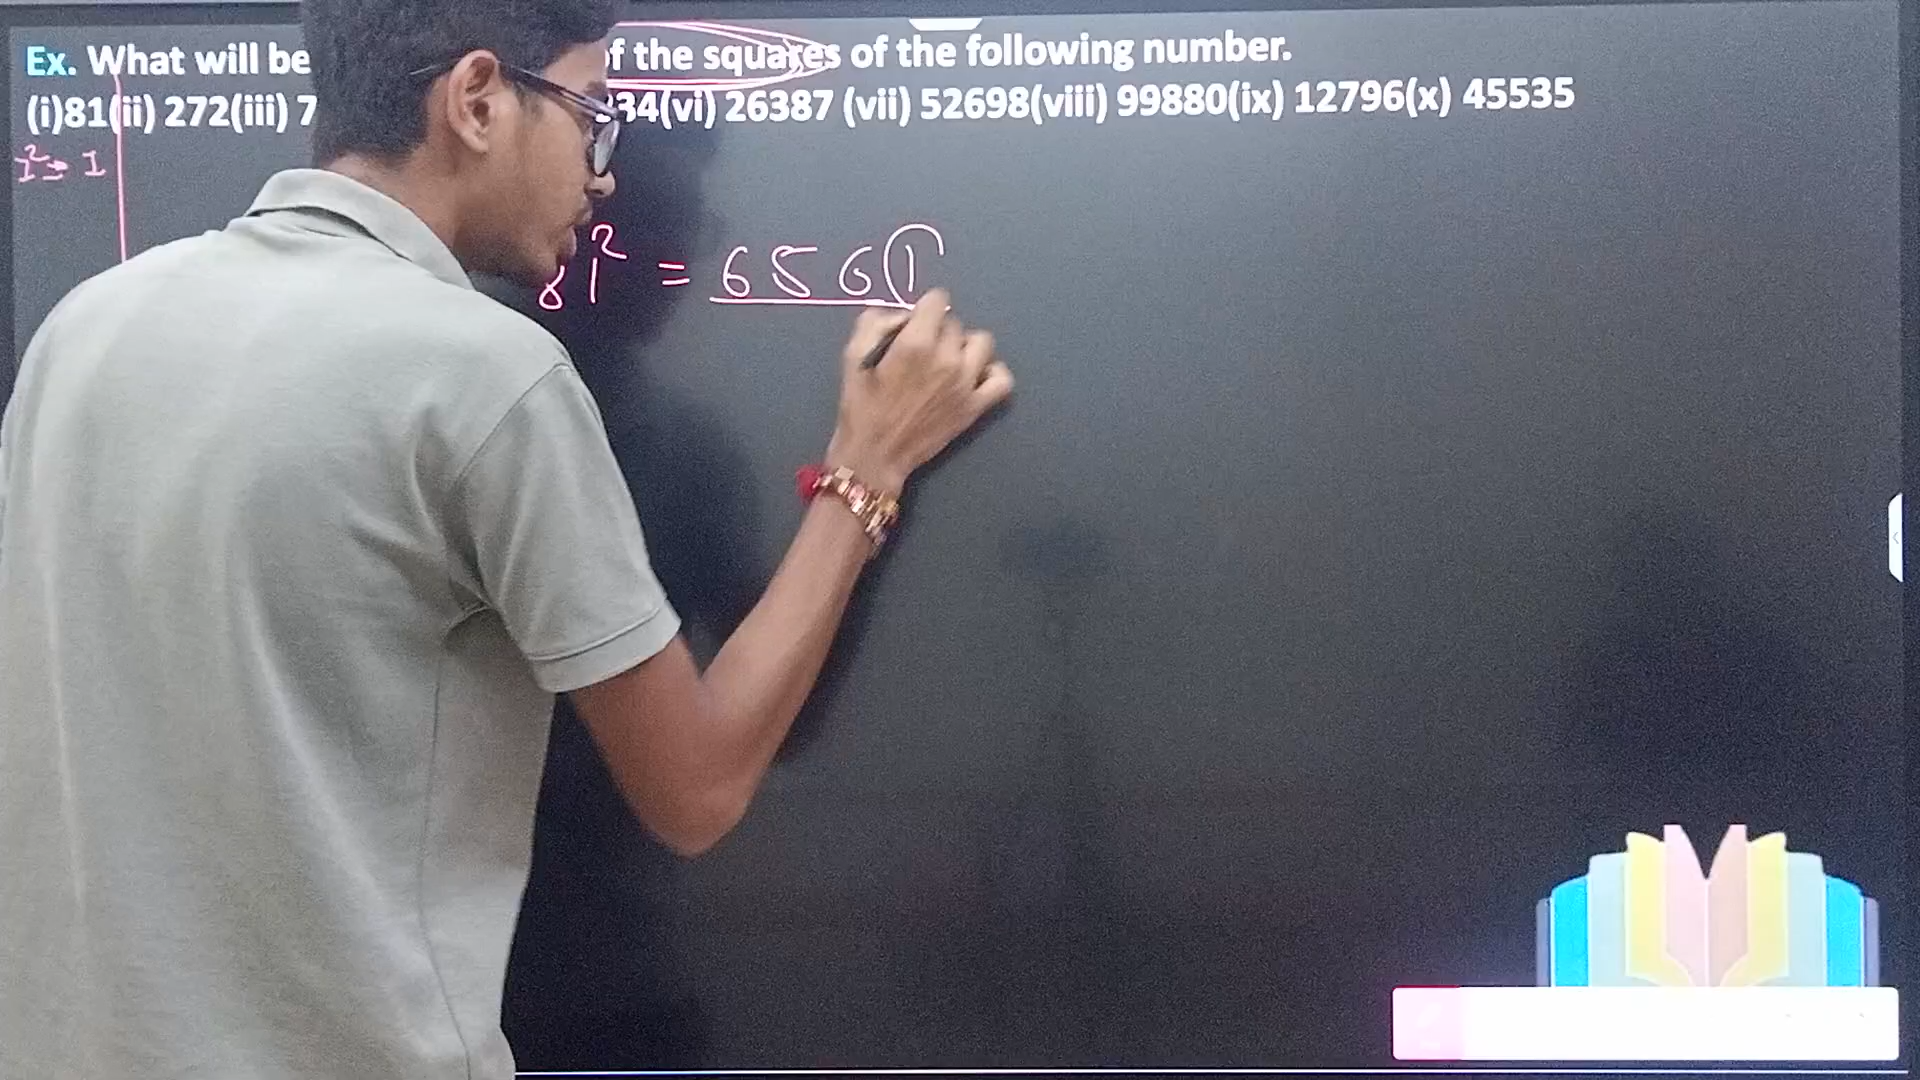 Ex. What will be f the squares of the following number.
(i)81(ii) 272(iii) 7 234(vi) 26387 (vii) 52698(viii) 99880(ix) 12796(x) 45535
1² = 1
81² = 6561